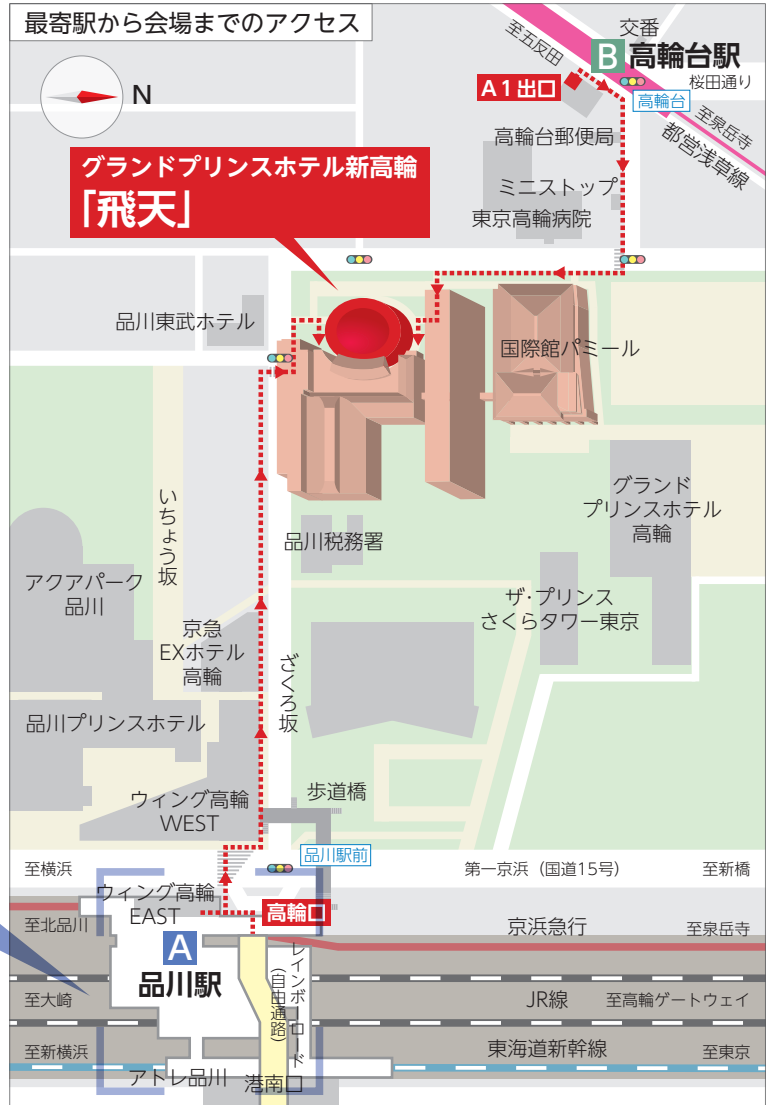 最寄駅から会場までのアクセス
N
交番
至五反田
B 高輪台駅
A1出口
桜田通り
高輪台
至泉岳寺
都営浅草線
高輪台郵便局
ミニストップ
東京高輪病院
グランドプリンスホテル新高輪
「飛天」
品川東武ホテル
国際館パミール
グランド
プリンスホテル
高輪
いちょう坂
品川税務署
アクアパーク
品川
ザ・プリンス
さくらタワー東京
京急
EXホテル
高輪
ざくろ坂
品川プリンスホテル
ウィング高輪
WEST
歩道橋
品川駅前
至横浜
第一京浜（国道15号）
至新橋
ウィング高輪
EAST
高輪口
至北品川
京浜急行
至泉岳寺
A
品川駅
レインボーロード
（自由通路）
至大崎
JR線
至高輪ゲートウェイ
至新横浜
東海道新幹線
至東京
アトレ品川
港南口